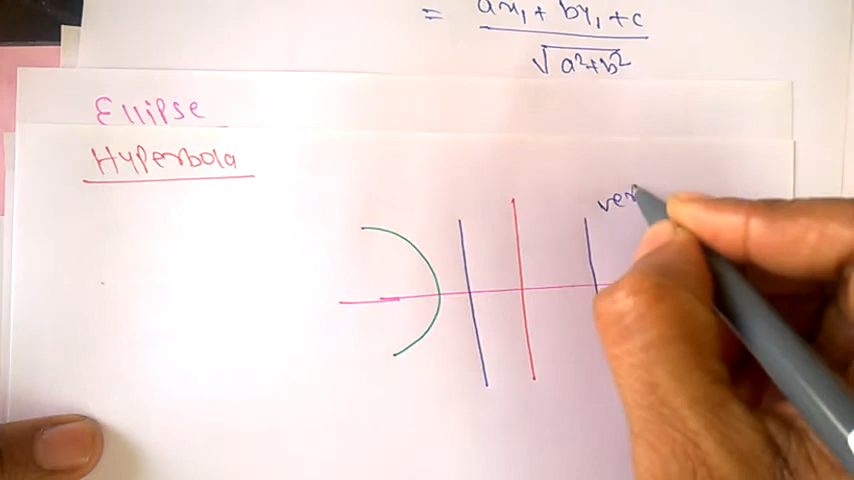 = ax₁ + by₁ + c
√a²+b²
Ellipse
Hyperbola
ver